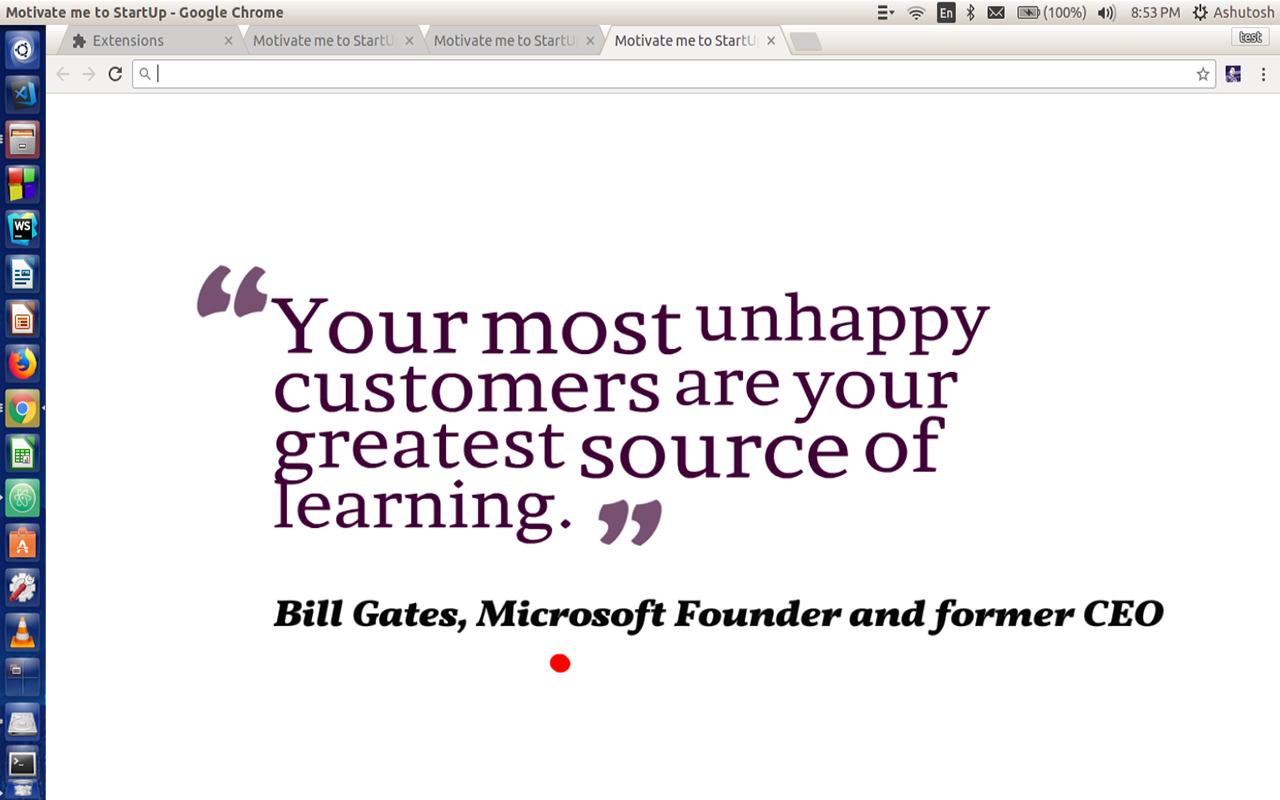 Motivate me to StartUp - Google Chrome
En
(100%)
8:53 PM
Ashutosh
Extensions
Motivate me to StartU
Motivate me to StartU
Motivate me to StartU
test
WS
“Your most unhappy
customers are your
greatest source of
learning.”
Bill Gates, Microsoft Founder and former CEO